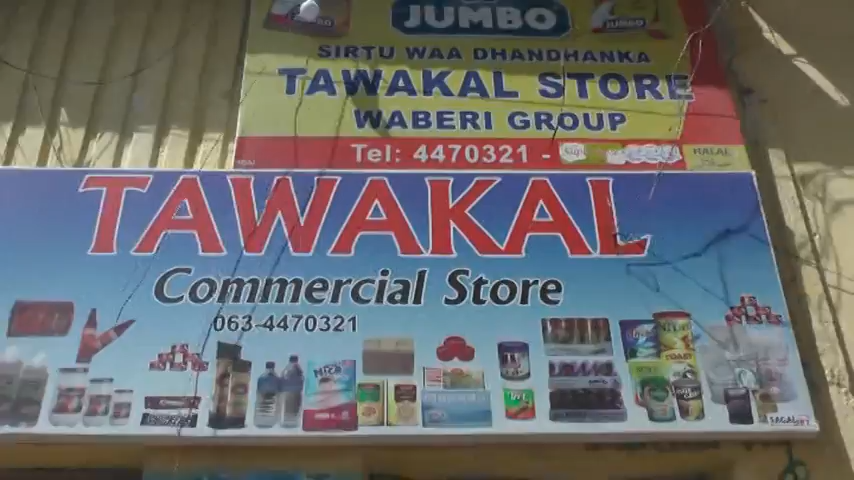 JUMBO
SIRTU WAA DHANDHANKA
TAWAKAL STORE
WABERI GROUP
Tel: 4470321 -
HALAL
TAWAKAL
Commercial Store
063-4470321